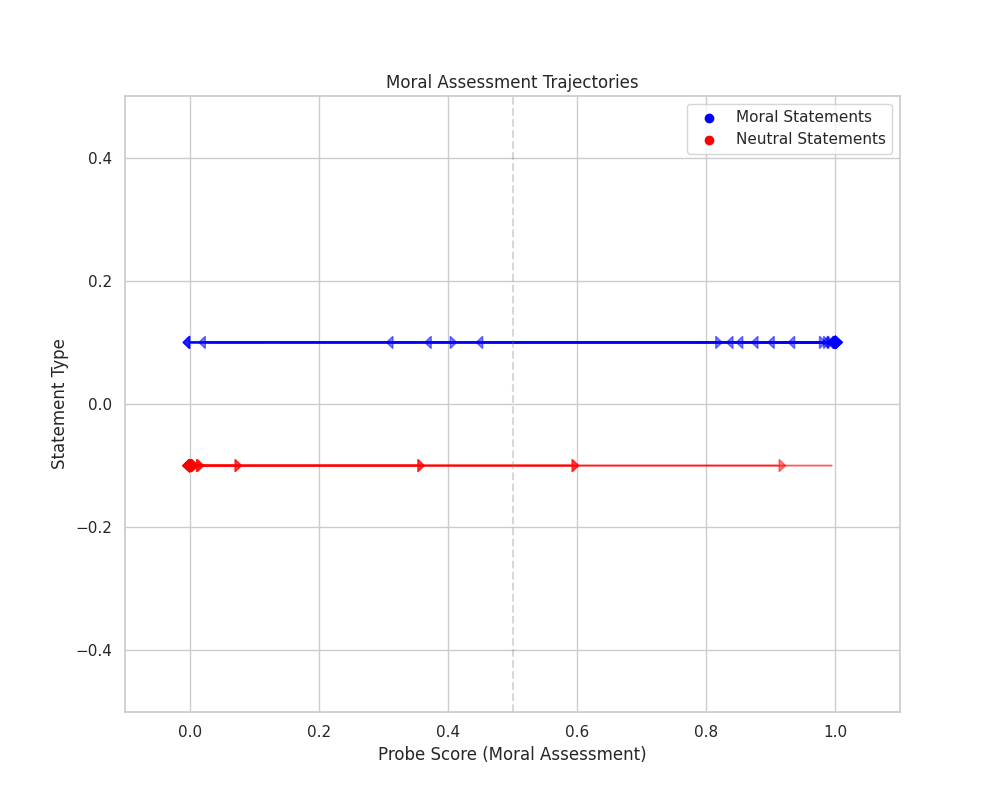 Moral Assessment Trajectories
Moral Statements
Neutral Statements
Statement Type
0.4
0.2
0.0
−0.2
−0.4
0.0 0.2 0.4 0.6 0.8 1.0
Probe Score (Moral Assessment)